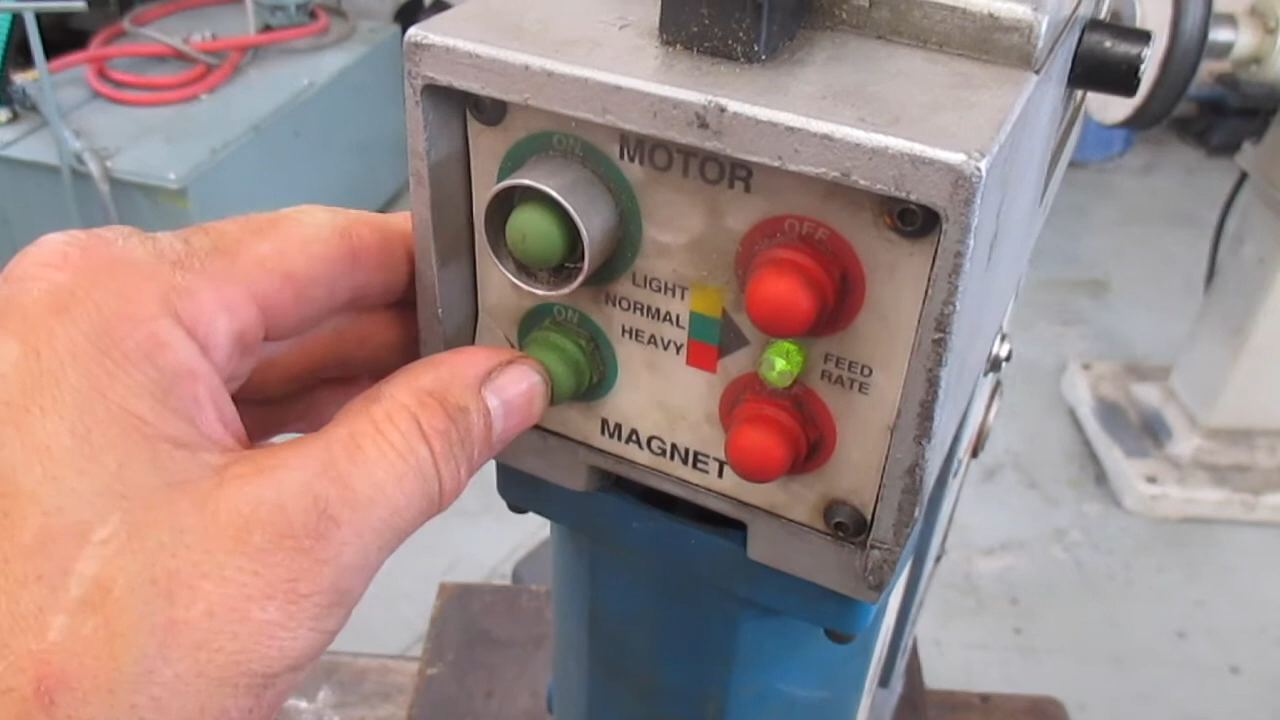 ON
MOTOR
OFF
LIGHT
NORMAL
HEAVY
ON
FEED
RATE
MAGNET